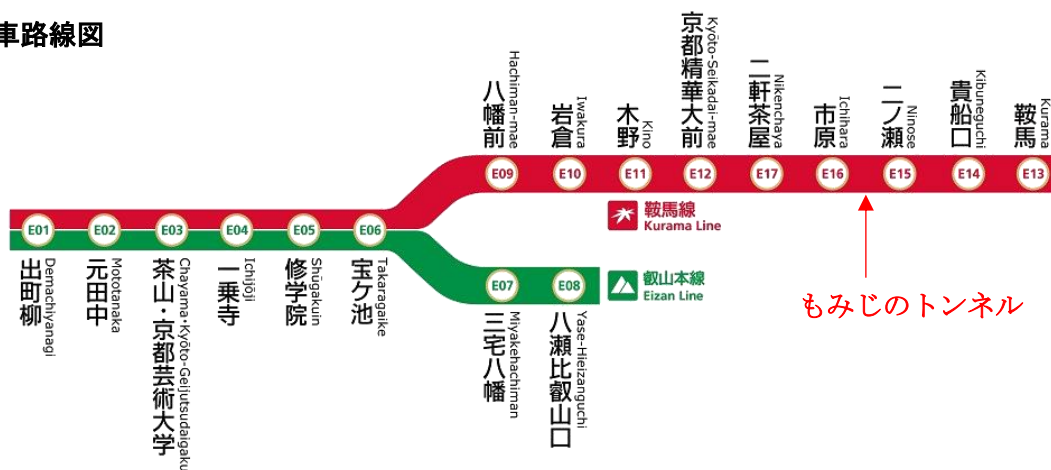 車路線図
八幡前
Hachiman-mae
岩倉
Iwakura
木野
Kino
京都精華大前
Kyōto-Seikadai-mae
二軒茶屋
Nikenchaya
市原
Ichihara
二ノ瀬
Ninose
貴船口
Kibuneguchi
鞍馬
Kurama
E09
E10
E11
E12
E17
E16
E15
E14
E13
鞍馬線
Kurama Line
E01
E02
E03
E04
E05
E06
出町柳
Demachiyanagi
元田中
Mototanaka
茶山・京都芸術大学
Chayama・Kyōto-Geijutsudaigaku
一乗寺
Ichijōji
修学院
Shūgakuin
宝ケ池
Takaragaike
E07
E08
叡山本線
Eizan Line
三宅八幡
Miyakehachiman
八瀬比叡山口
Yase-Hieizanguchi
もみじのトンネル